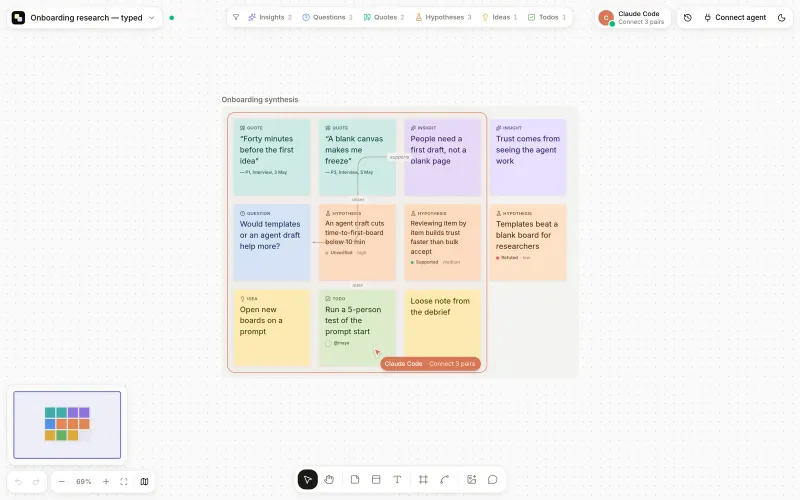 Onboarding research — typed
Insights 2
Questions 2
Quotes 2
Hypotheses 3
Ideas 1
Todos 1
C
Claude Code
Connect 3 pairs
Connect agent
Onboarding synthesis
QUOTE
“Forty minutes
before the first
idea”
— P1, Interview, 3 May
QUOTE
“A blank canvas
makes me
freeze”
— P3, Interview, 5 May
INSIGHT
People need a
first draft, not a
blank page
supports
INSIGHT
Trust comes from
seeing the agent
work
QUESTION
Would templates
or an agent draft
help more?
HYPOTHESIS
An agent draft cuts
time-to-first-board
below 10 min
Unverified · high
HYPOTHESIS
Reviewing item by
item builds trust
faster than bulk
accept
Supported · medium
HYPOTHESIS
Templates beat a
blank board for
researchers
Refuted · low
IDEA
Open new
boards on a
prompt
TODO
Run a 5-person
test of the
prompt start
@maya
Loose note from
the debrief
Claude Code · Connect 3 pairs
69%
T